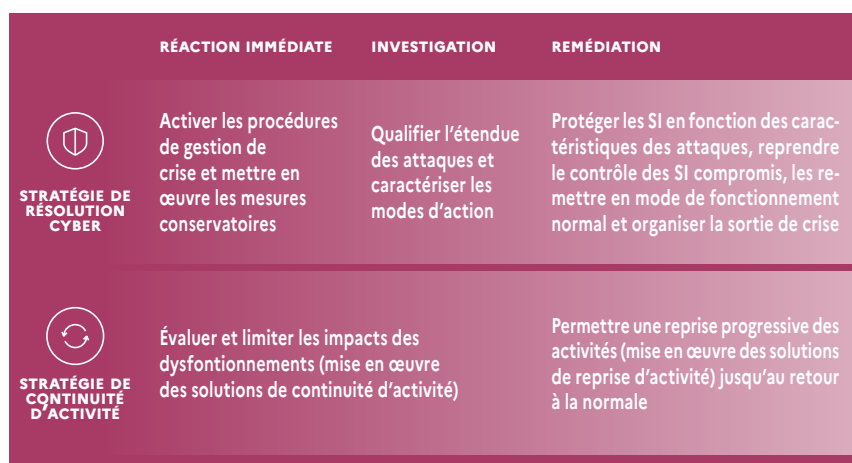 RÉACTION IMMÉDIATE
INVESTIGATION
REMÉDIATION
STRATÉGIE DE
RÉSOLUTION
CYBER
Activer les procédures
de gestion de
crise et mettre en
œuvre les mesures
conservatoires
Qualifier l’étendue
des attaques et
caractériser les
modes d’action
Protéger les SI en fonction des carac-
téristiques des attaques, reprendre
le contrôle des SI compromis, les re-
mettre en mode de fonctionnement
normal et organiser la sortie de crise
STRATÉGIE DE
CONTINUITÉ
D’ACTIVITÉ
Évaluer et limiter les impacts des
dysfontionnements (mise en œuvre
des solutions de continuité d’activité)
Permettre une reprise progressive des
activités (mise en œuvre des solutions
de reprise d’activité) jusqu’au retour
à la normale